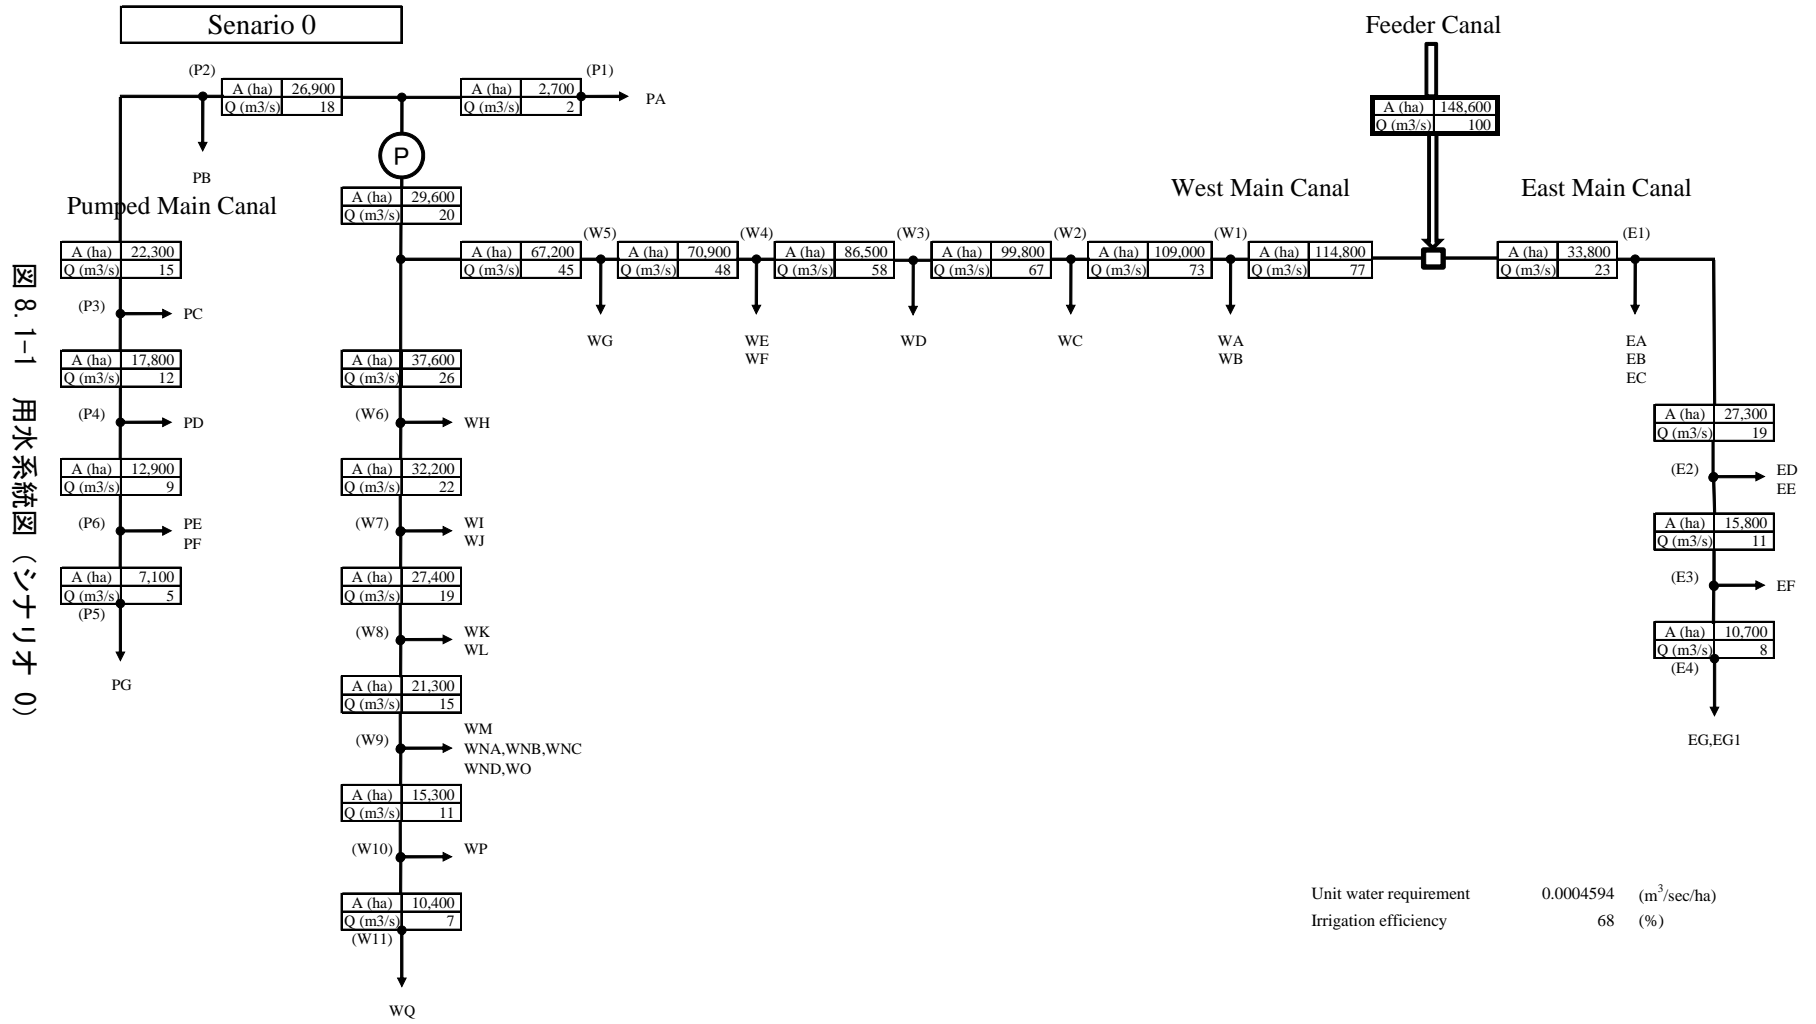 Senario 0
Feeder Canal
A (ha) 148,600
Q (m3/s) 100
(P2)
A (ha) 26,900
Q (m3/s) 18
(P1)
A (ha) 2,700
Q (m3/s) 2
PA
PB
P
Pumped Main Canal
A (ha) 29,600
Q (m3/s) 20
West Main Canal
East Main Canal
A (ha) 67,200
Q (m3/s) 45
(W5)
A (ha) 70,900
Q (m3/s) 48
(W4)
A (ha) 86,500
Q (m3/s) 58
(W3)
A (ha) 99,800
Q (m3/s) 67
(W2)
A (ha) 109,000
Q (m3/s) 73
(W1)
A (ha) 114,800
Q (m3/s) 77
A (ha) 33,800
Q (m3/s) 23
(E1)
WG
WE
WF
WD
WC
WA
WB
EA
EB
EC
A (ha) 22,300
Q (m3/s) 15
(P3)
PC
A (ha) 17,800
Q (m3/s) 12
(P4)
PD
A (ha) 12,900
Q (m3/s) 9
(P6)
PE
PF
A (ha) 7,100
Q (m3/s) 5
(P5)
PG
A (ha) 37,600
Q (m3/s) 26
(W6)
WH
A (ha) 32,200
Q (m3/s) 22
(W7)
WI
WJ
A (ha) 27,400
Q (m3/s) 19
(W8)
WK
WL
A (ha) 21,300
Q (m3/s) 15
(W9)
WM
WNA,WNB,WNC
WND,WO
A (ha) 15,300
Q (m3/s) 11
(W10)
WP
A (ha) 10,400
Q (m3/s) 7
(W11)
WQ
A (ha) 27,300
Q (m3/s) 19
(E2)
ED
EE
A (ha) 15,800
Q (m3/s) 11
(E3)
EF
A (ha) 10,700
Q (m3/s) 8
(E4)
EG,EG1
Unit water requirement 0.0004594 (m³/sec/ha)
Irrigation efficiency 68 (%)
図 8.1-1 用水系統図（シナリオ 0）